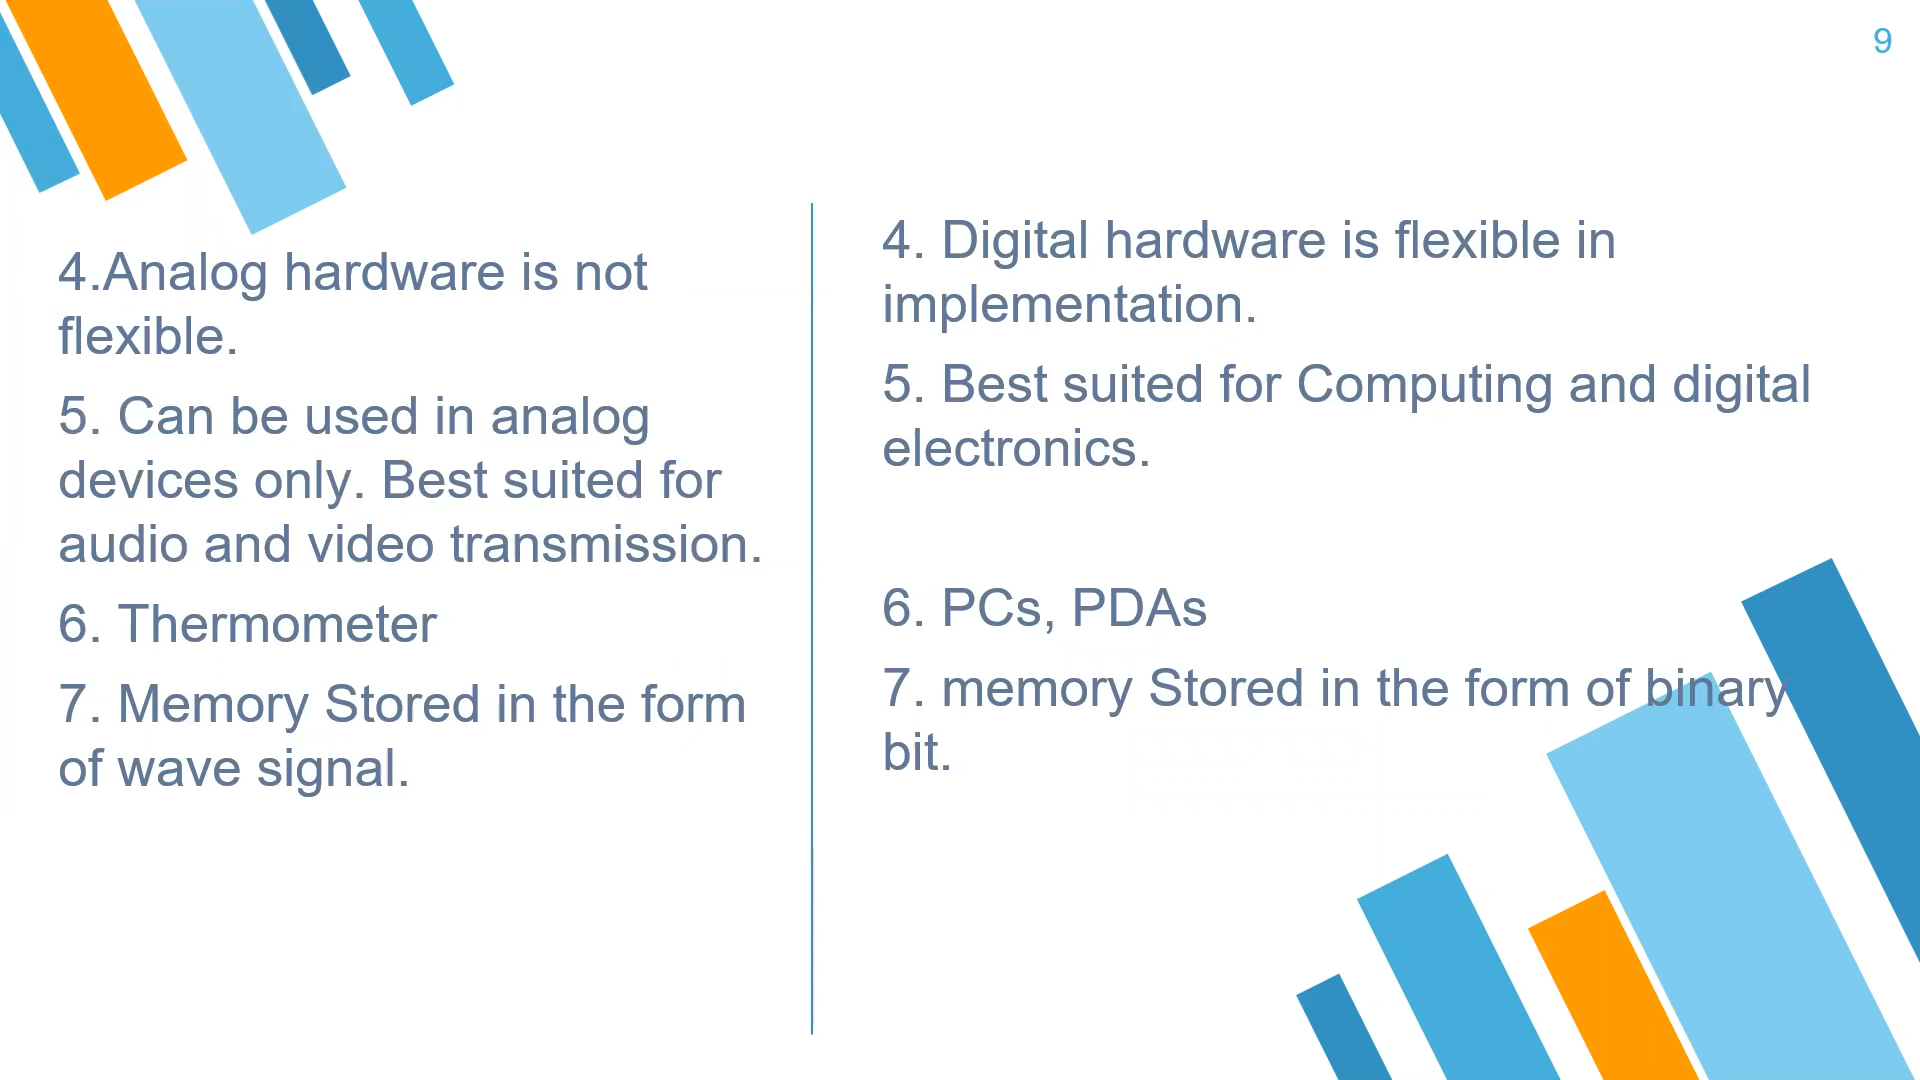 9
4.Analog hardware is not
flexible.
5. Can be used in analog
devices only. Best suited for
audio and video transmission.
6. Thermometer
7. Memory Stored in the form
of wave signal.
4. Digital hardware is flexible in
implementation.
5. Best suited for Computing and digital
electronics.
6. PCs, PDAs
7. memory Stored in the form of binary
bit.